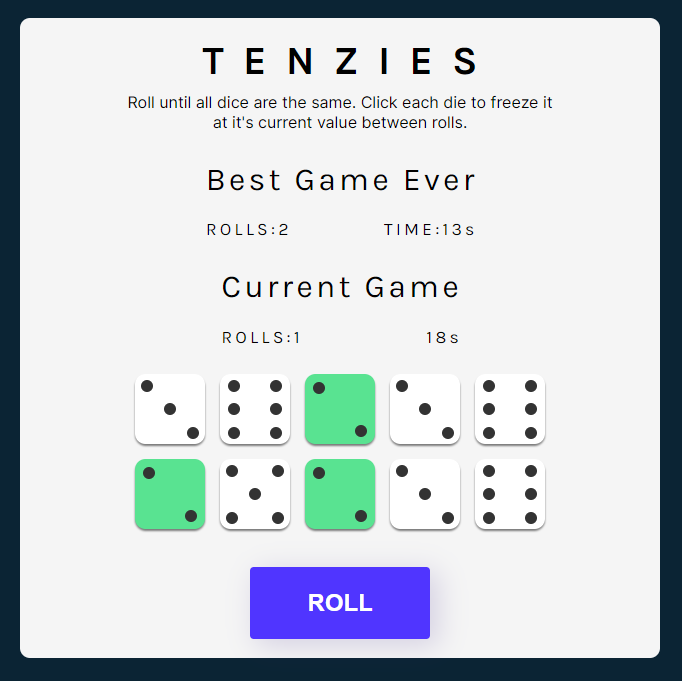 TENZIES
Roll until all dice are the same. Click each die to freeze it
at it's current value between rolls.
Best Game Ever
ROLLS:2 TIME:13s
Current Game
ROLLS:1 18s
ROLL